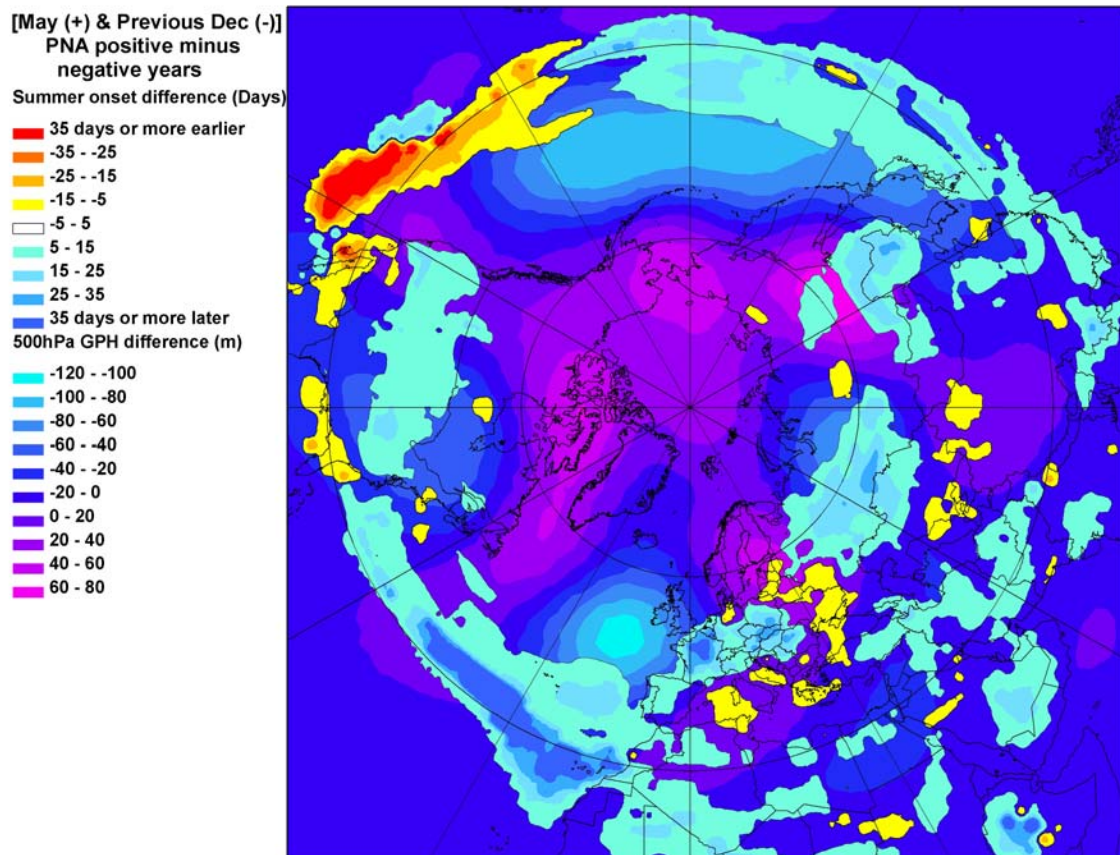 [May (+) & Previous Dec (-)]
PNA positive minus
negative years
Summer onset difference (Days)
35 days or more earlier
-35 - -25
-25 - -15
-15 - -5
-5 - 5
5 - 15
15 - 25
25 - 35
35 days or more later
500hPa GPH difference (m)
-120 - -100
-100 - -80
-80 - -60
-60 - -40
-40 - -20
-20 - 0
0 - 20
20 - 40
40 - 60
60 - 80